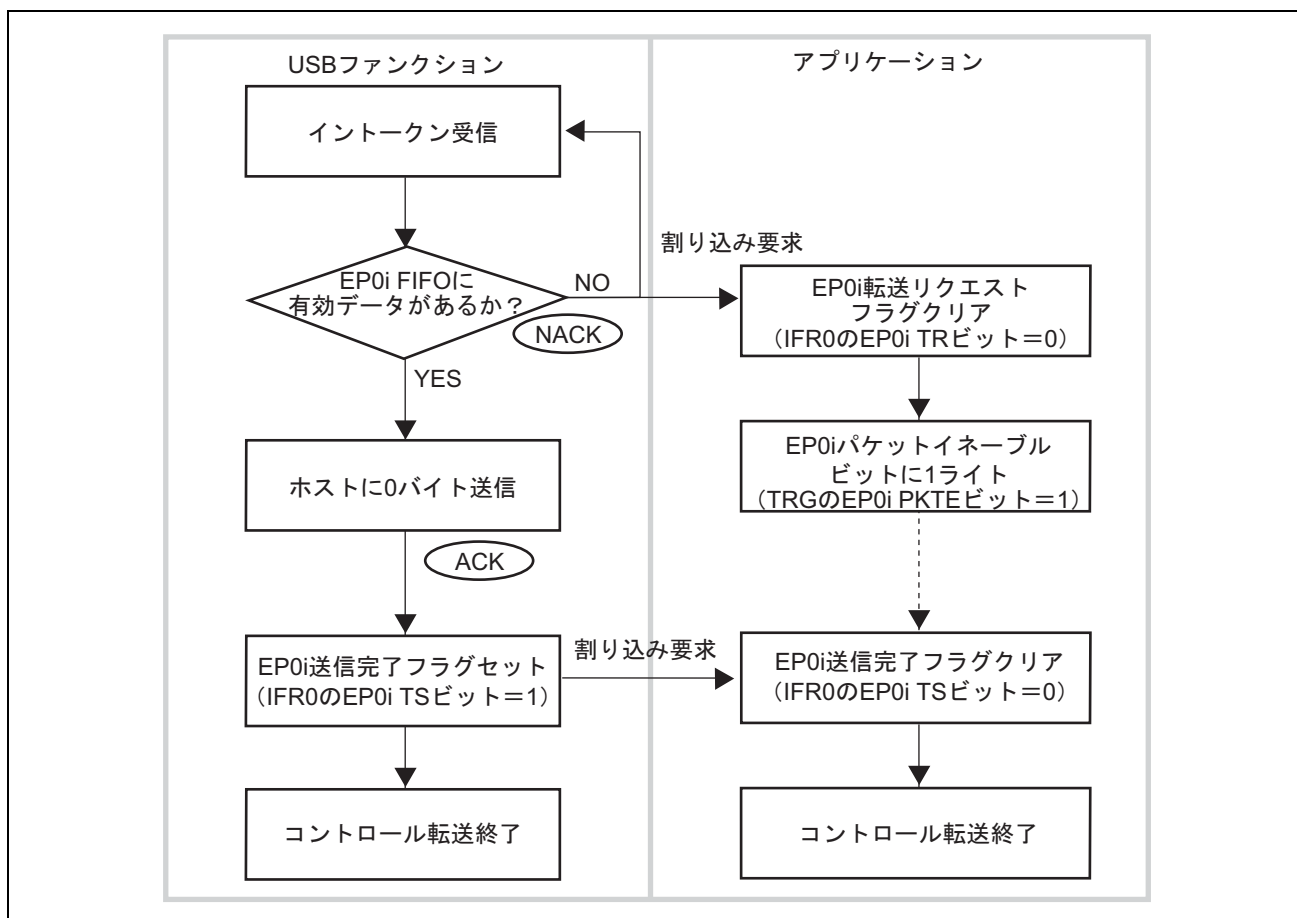 USBファンクション
アプリケーション
イントークン受信
割り込み要求
EP0i FIFOに
有効データがあるか？
NO
NACK
YES
EP0i転送リクエスト
フラグクリア
（IFR0のEP0i TRビット＝0）
EP0iパケットイネーブル
ビットに1ライト
（TRGのEP0i PKTEビット＝1）
ホストに0バイト送信
ACK
EP0i送信完了フラグセット
（IFR0のEP0i TSビット＝1）
割り込み要求
EP0i送信完了フラグクリア
（IFR0のEP0i TSビット＝0）
コントロール転送終了
コントロール転送終了